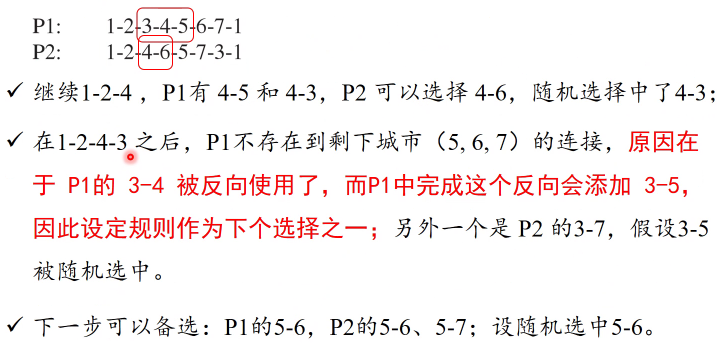 P1: 1-2-3-4-5-6-7-1
P2: 1-2-4-6-5-7-3-1
✓ 继续1-2-4 ，P1有 4-5 和 4-3，P2 可以选择 4-6，随机选择中了4-3；
✓ 在1-2-4-3 之后，P1不存在到剩下城市（5, 6, 7）的连接，原因在
于 P1的 3-4 被反向使用了，而P1中完成这个反向会添加 3-5，
因此设定规则作为下个选择之一；另外一个是 P2 的3-7，假设3-5
被随机选中。
✓ 下一步可以备选：P1的5-6，P2的5-6、5-7；设随机选中5-6。